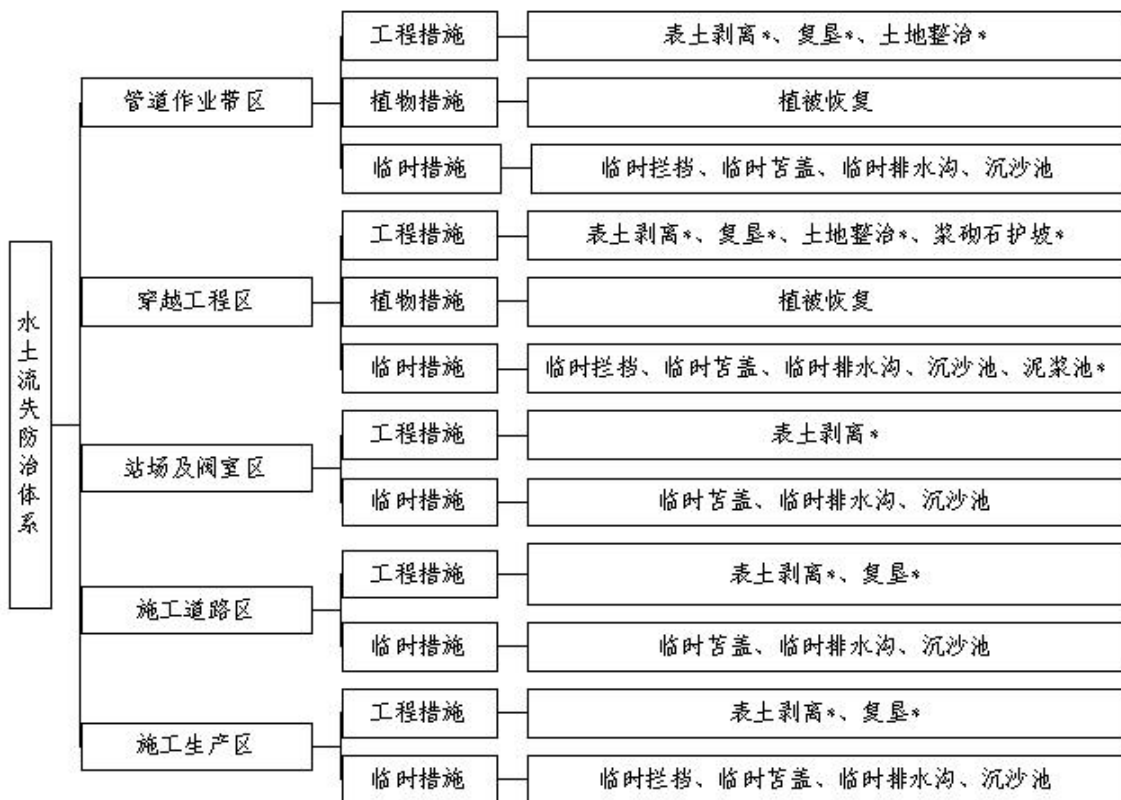 水土流失防治体系
管道作业带区
工程措施
表土剥离*、复垦*、土地整治*
植物措施
植被恢复
临时措施
临时拦挡、临时苫盖、临时排水沟、沉沙池
穿越工程区
工程措施
表土剥离*、复垦*、土地整治*、浆砌石护坡*
植物措施
植被恢复
临时措施
临时拦挡、临时苫盖、临时排水沟、沉沙池、泥浆池*
站场及阀室区
工程措施
表土剥离*
临时措施
临时苫盖、临时排水沟、沉沙池
施工道路区
工程措施
表土剥离*、复垦*
临时措施
临时苫盖、临时排水沟、沉沙池
施工生产区
工程措施
表土剥离*、复垦*
临时措施
临时拦挡、临时苫盖、临时排水沟、沉沙池